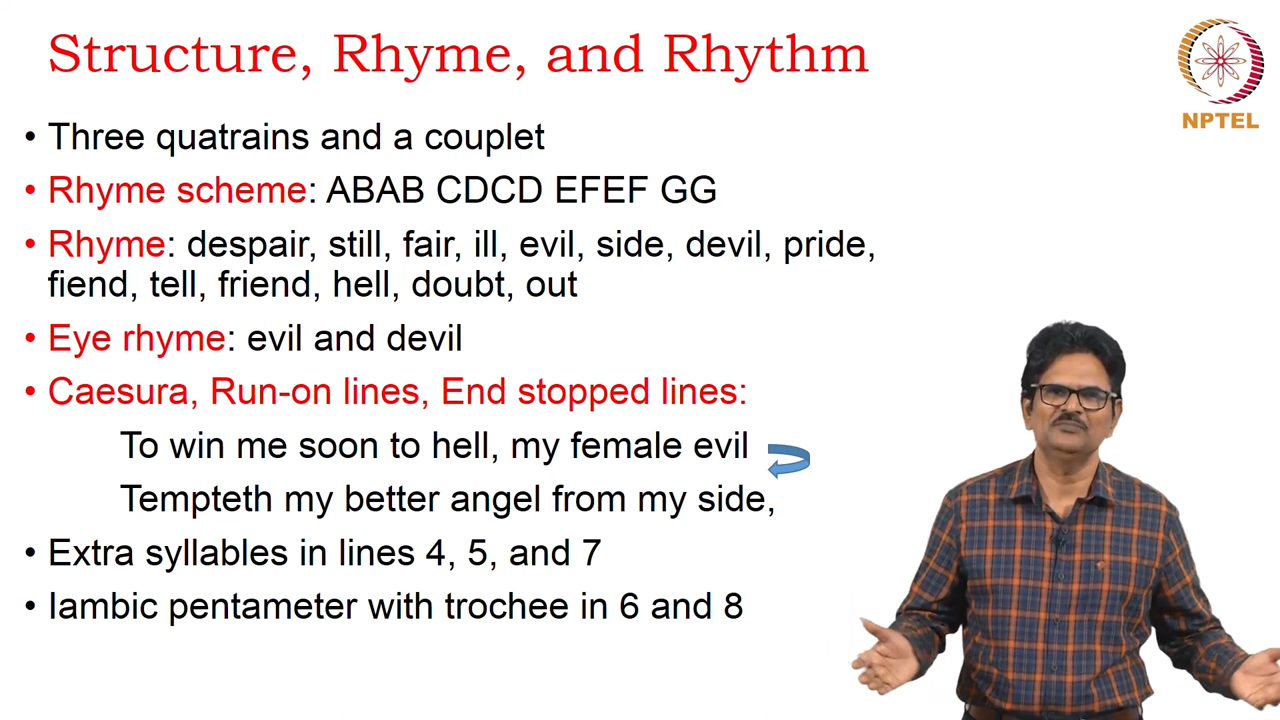 Structure, Rhyme, and Rhythm
NPTEL
• Three quatrains and a couplet
• Rhyme scheme: ABAB CDCD EFEF GG
• Rhyme: despair, still, fair, ill, evil, side, devil, pride,
fiend, tell, friend, hell, doubt, out
• Eye rhyme: evil and devil
• Caesura, Run-on lines, End stopped lines:
To win me soon to hell, my female evil
Tempteth my better angel from my side,
• Extra syllables in lines 4, 5, and 7
• Iambic pentameter with trochee in 6 and 8